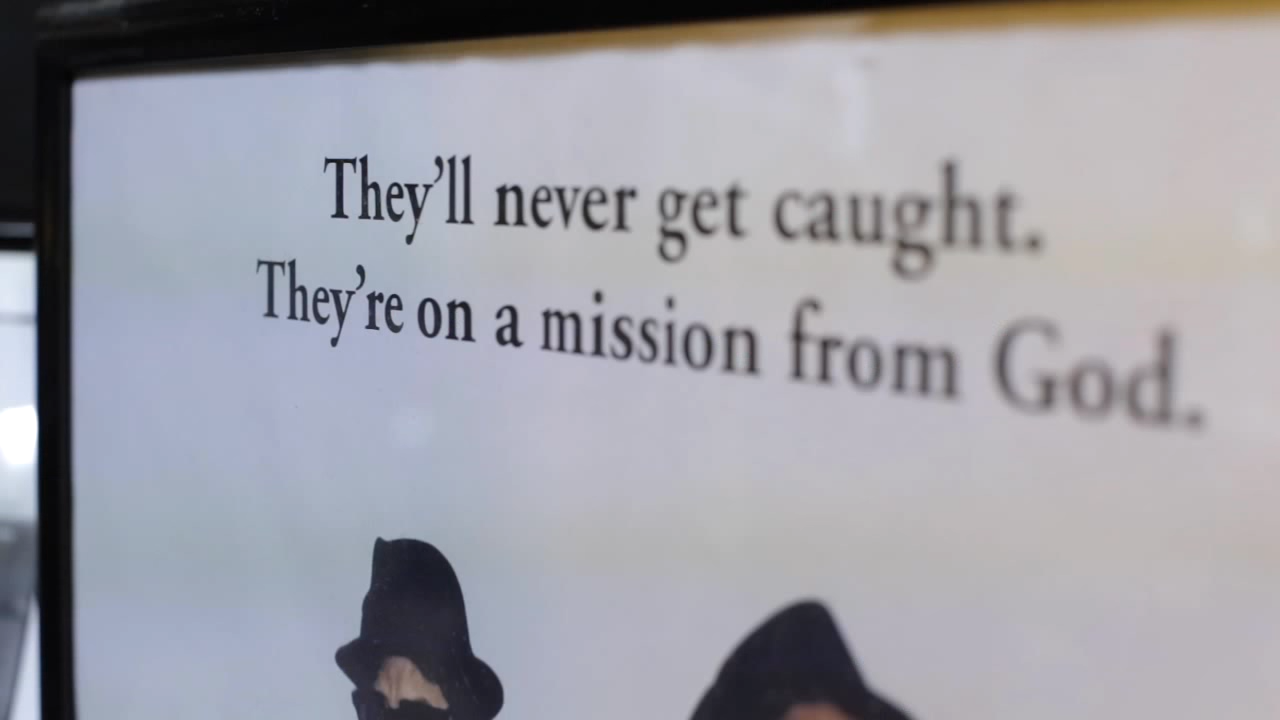 They’ll never get caught.
They’re on a mission from God.